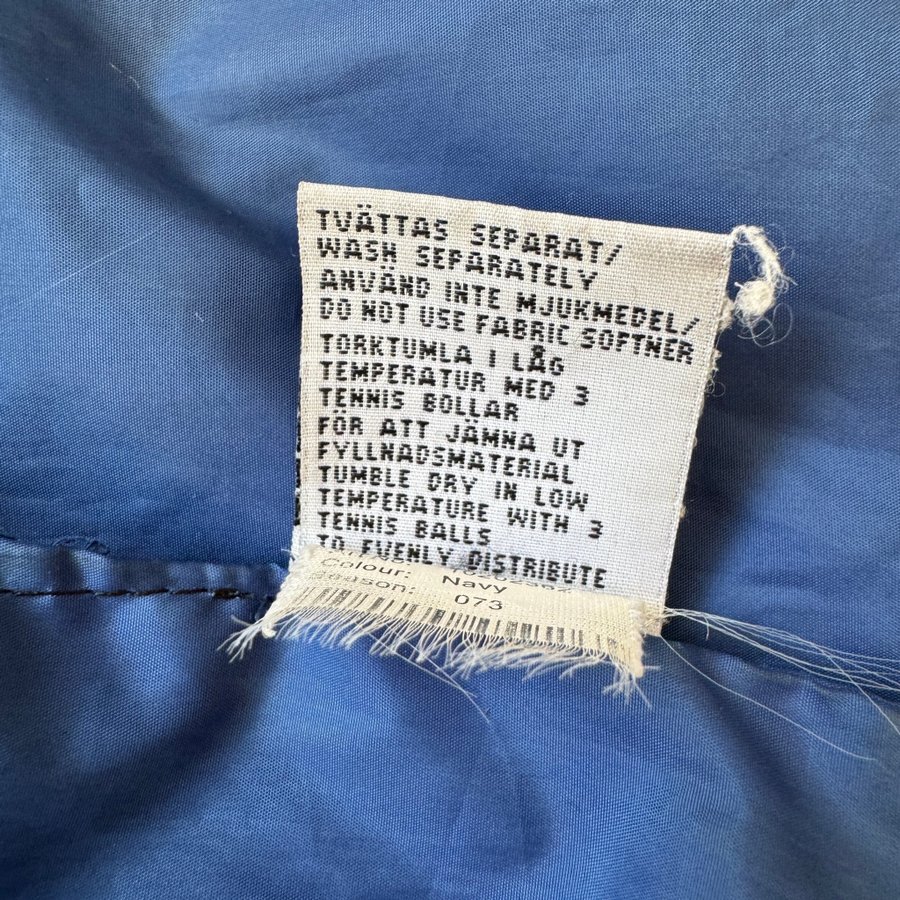 TVÄTTAS SEPARAT/
WASH SEPARATELY
ANVÄND INTE MJUKMEDEL/
DO NOT USE FABRIC SOFTNER
TORKTUMLA I LÅG
TEMPERATUR MED 3
TENNIS BOLLAR
FÖR ATT JÄMNA UT
FYLLNADSMATERIAL
TUMBLE DRY IN LOW
TEMPERATURE WITH 3
TENNIS BALLS
TO EVENLY DISTRIBUTE
Colour: Navy
Season: 073